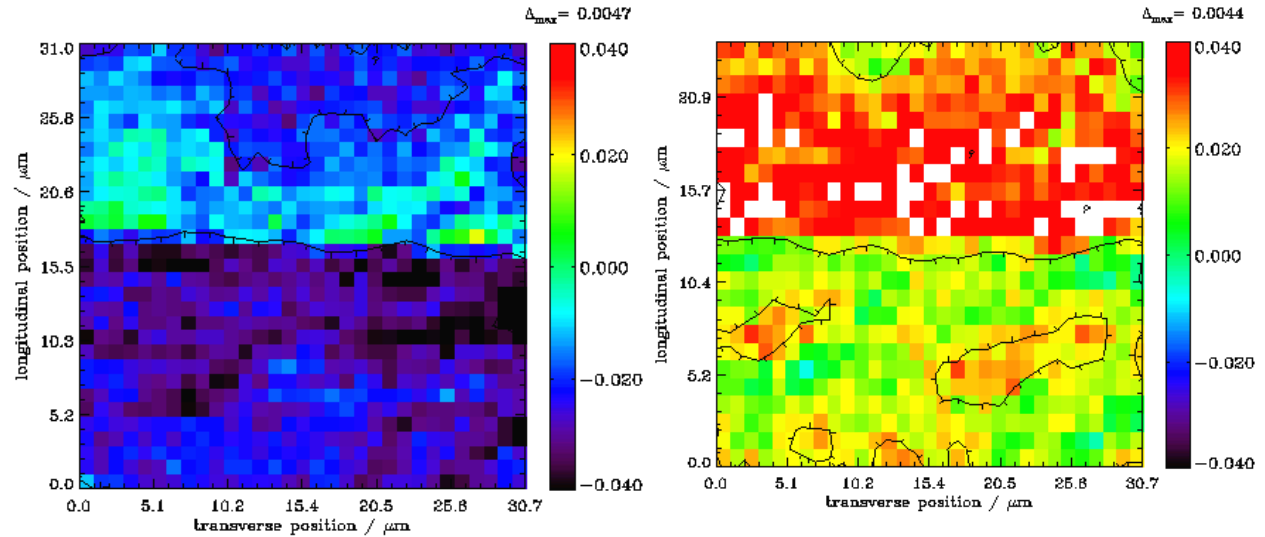 Δmax= 0.0047
31.0
25.8
20.6
15.5
10.3
5.2
0.0
longitudinal position / μm
0.0 5.1 10.2 15.4 20.5 25.6 30.7
transverse position / μm
0.040
0.020
0.000
−0.020
−0.040
Δmax= 0.0044
30.9
15.7
10.4
5.2
0.0
longitudinal position / μm
0.0 5.1 10.2 15.4 20.5 25.6 30.7
transverse position / μm
0.040
0.020
0.000
−0.020
−0.040